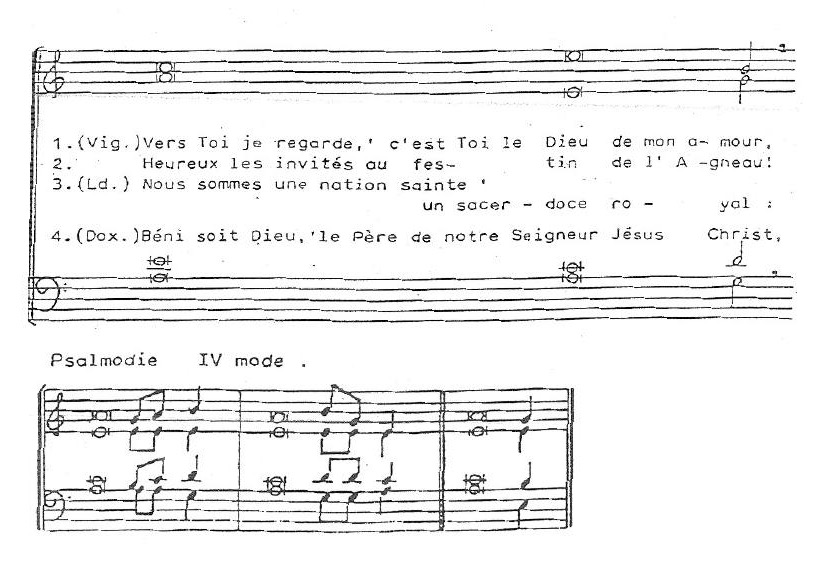 1.(Vig.)Vers Toi je regarde,' c'est Toi le Dieu de mon a- mour,
2. Heureux les invités au fes- tin de l' A -gneau!
3.(Ld.) Nous sommes une nation sainte '
un sacer - doce ro - yal :
4.(Dox.)Béni soit Dieu,'le Père de notre Seigneur Jésus Christ,
Psalmodie IV mode .